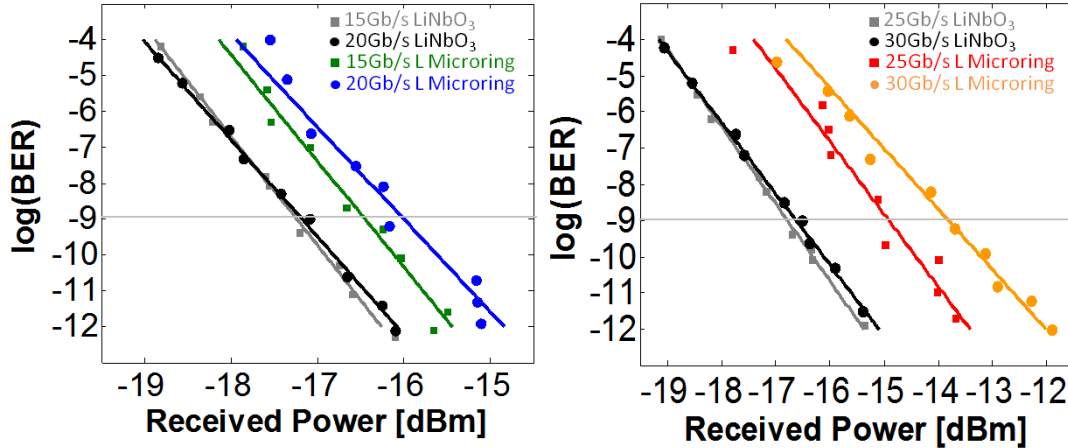 15Gb/s LiNbO₃
20Gb/s LiNbO₃
15Gb/s L Microring
20Gb/s L Microring
log(BER)
-4
-5
-6
-7
-8
-9
-10
-11
-12
-19
-18
-17
-16
-15
Received Power [dBm]
25Gb/s LiNbO₃
30Gb/s LiNbO₃
25Gb/s L Microring
30Gb/s L Microring
log(BER)
-4
-5
-6
-7
-8
-9
-10
-11
-12
-19
-18
-17
-16
-15
-14
-13
-12
Received Power [dBm]